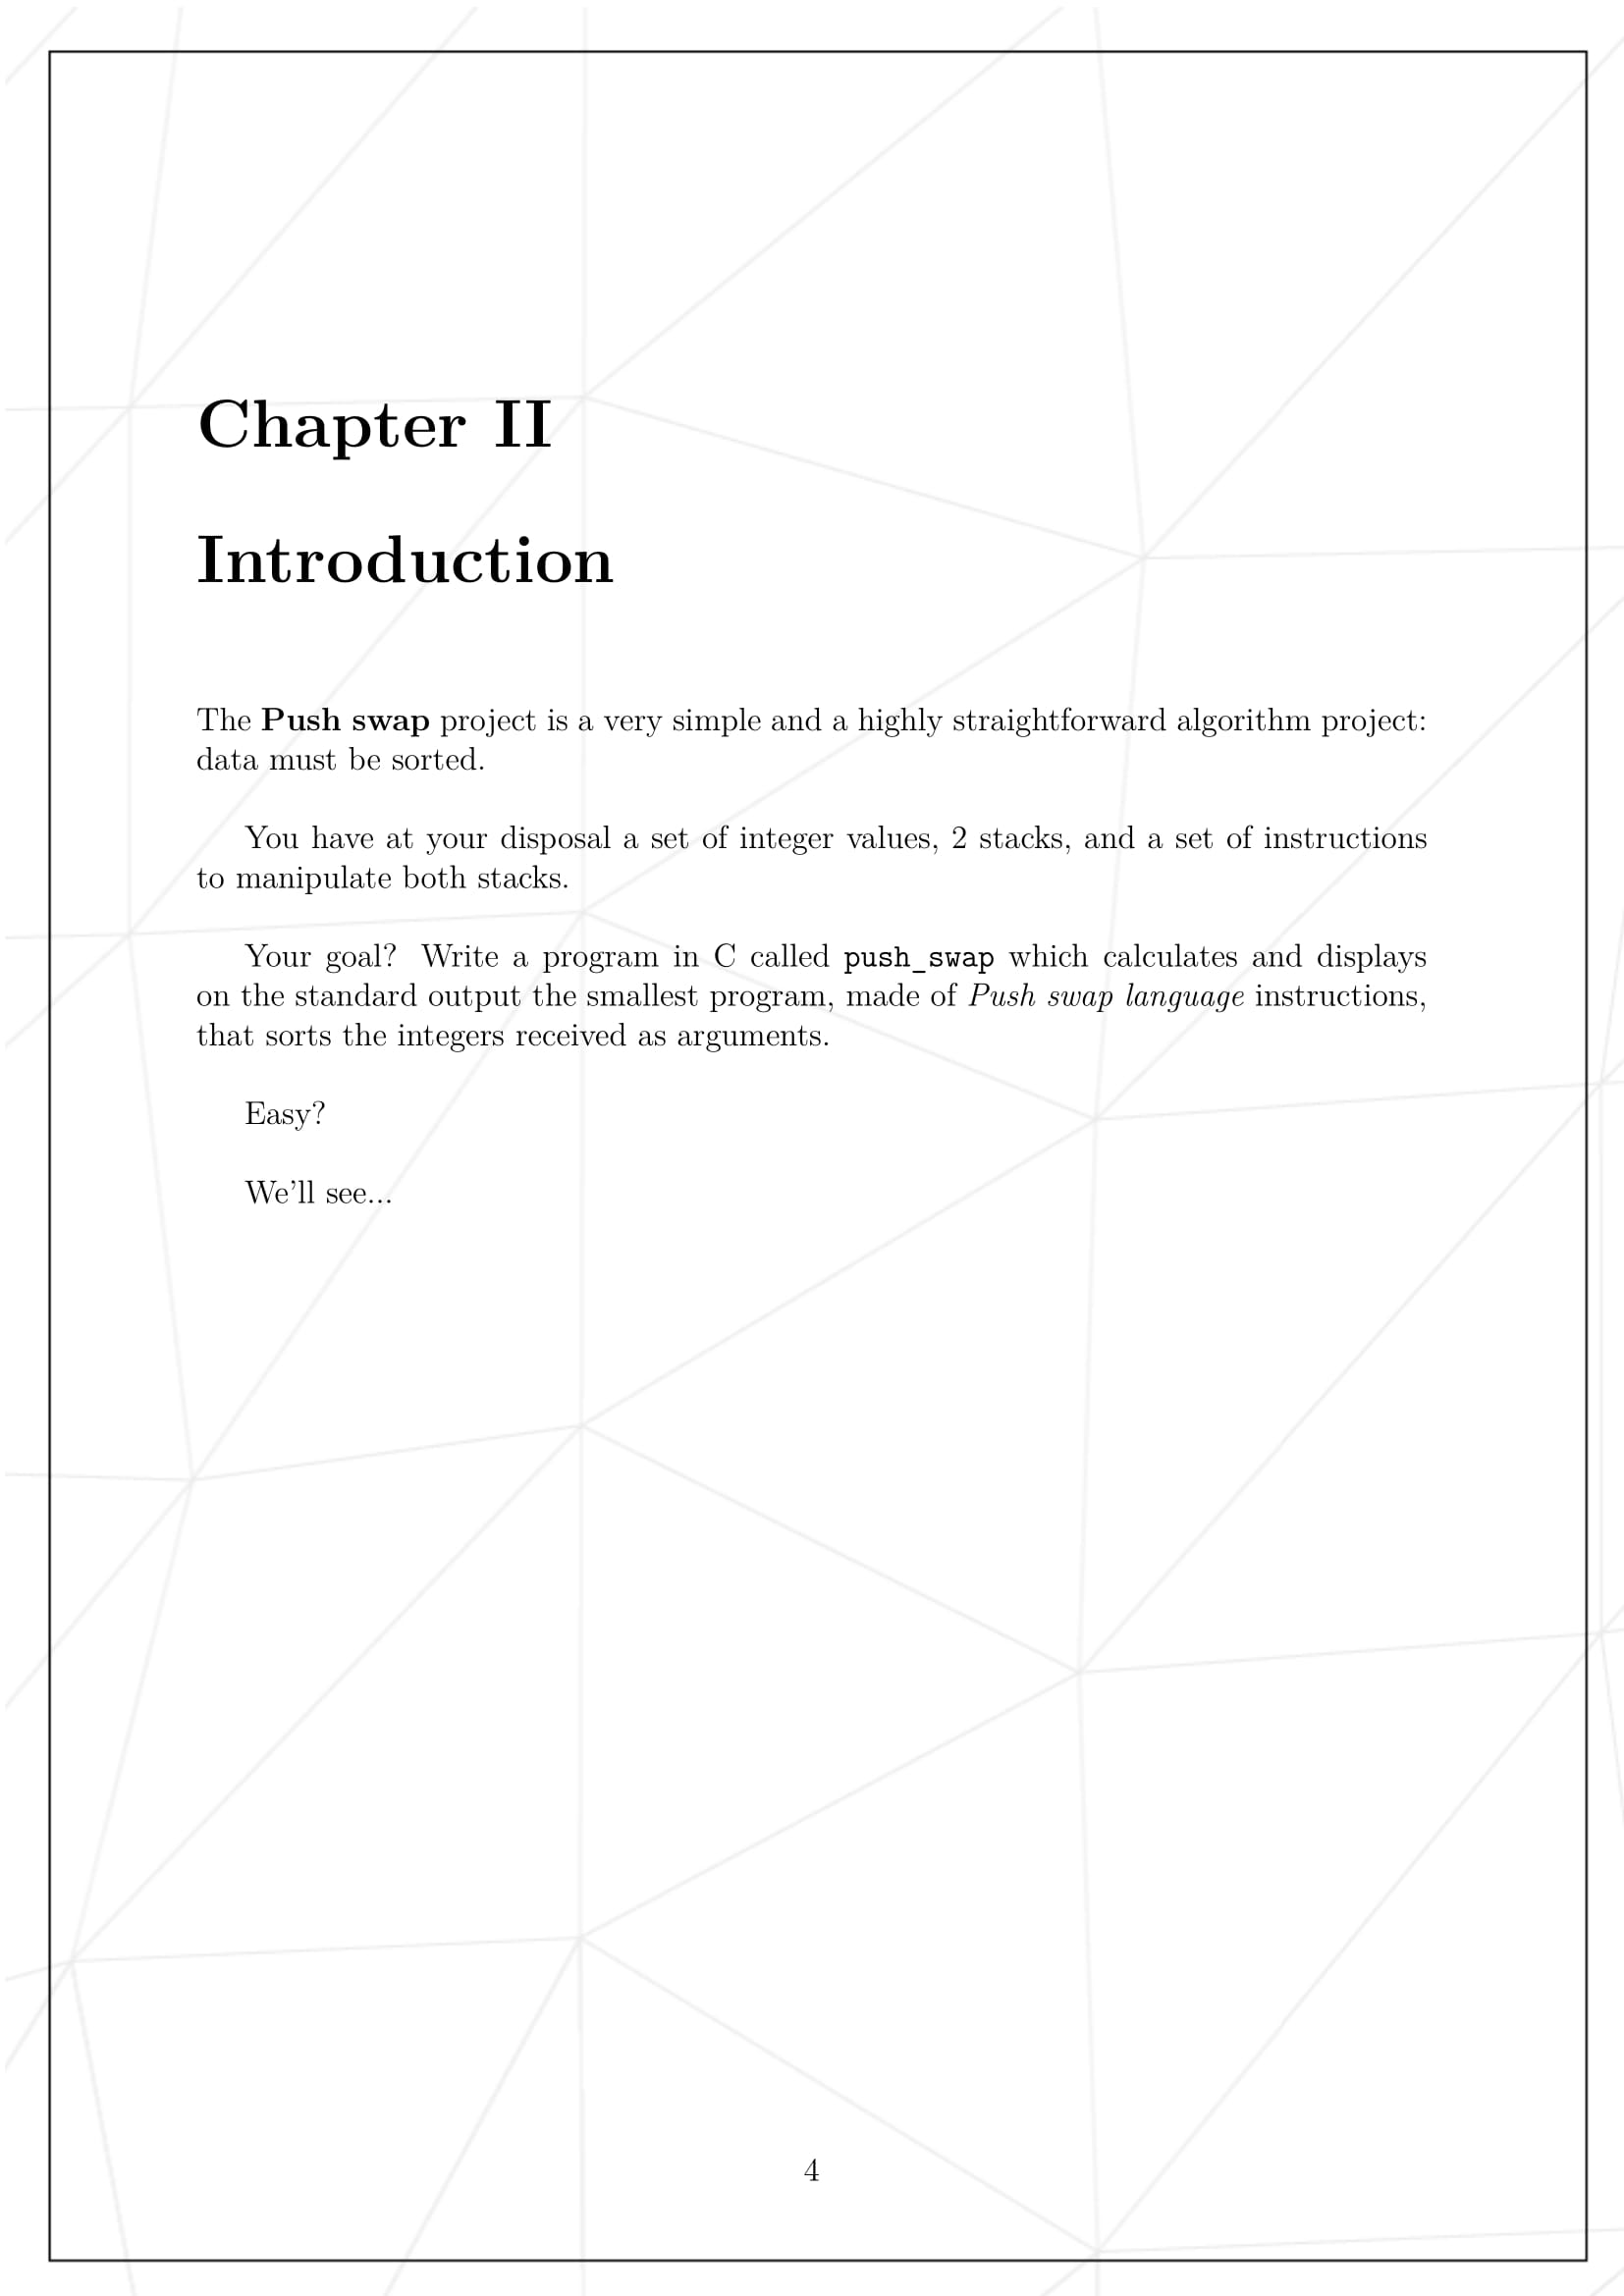 Chapter II
Introduction
The Push swap project is a very simple and a highly straightforward algorithm project:
data must be sorted.
You have at your disposal a set of integer values, 2 stacks, and a set of instructions
to manipulate both stacks.
Your goal? Write a program in C called push_swap which calculates and displays
on the standard output the smallest program, made of Push swap language instructions,
that sorts the integers received as arguments.
Easy?
We'll see...
4